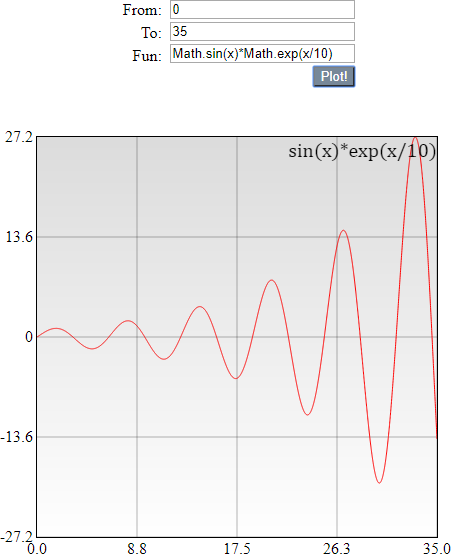 From: 0
To: 35
Fun: Math.sin(x)*Math.exp(x/10)
Plot!
27.2
sin(x)*exp(x/10)
13.6
0
-13.6
-27.2
0.0 8.8 17.5 26.3 35.0